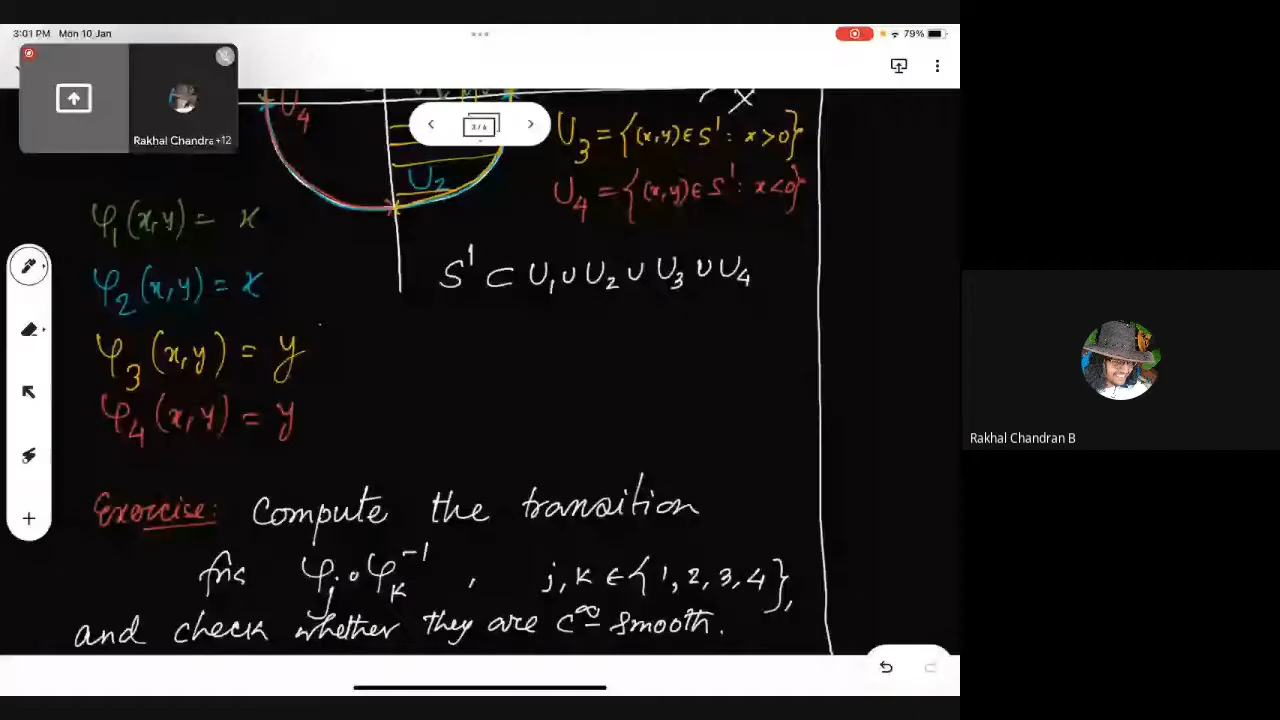 3:01 PM Mon 10 Jan
79%
Rakhal Chandra +12
3 / 6
U₄
X
U₂
U₃ = {(x,y) ∈ S¹ : x>0}
U₄ = {(x,y) ∈ S¹ : x<0}
φ₁(x,y) = x
φ₂(x,y) = x
φ₃(x,y) = y
φ₄(x,y) = y
S¹ ⊂ U₁ ∪ U₂ ∪ U₃ ∪ U₄
Exercise: Compute the transition
fns φⱼ∘φₖ⁻¹ , j, k ∈ {1, 2, 3, 4},
and check whether they are C^∞ smooth.
Rakhal Chandran B